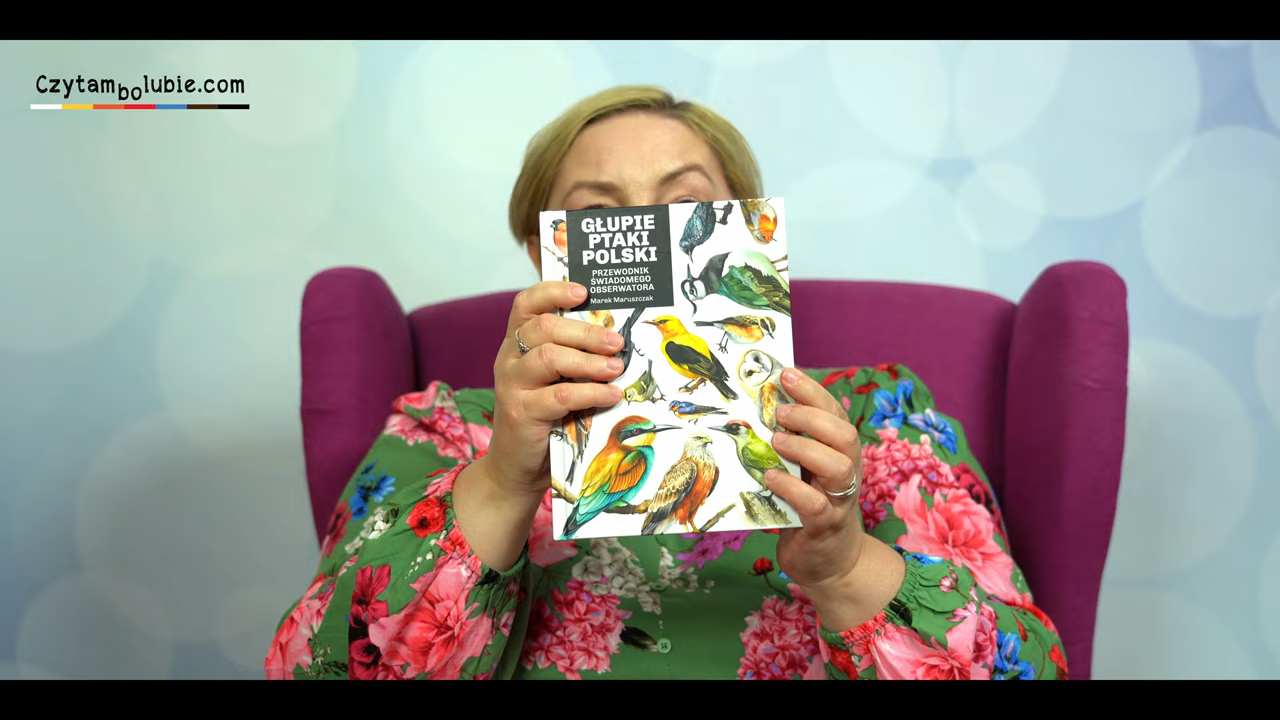 Czytambolubie.com
GŁUPIE
PTAKI
POLSKI
PRZEWODNIK
ŚWIADOMEGO
OBSERWATORA
Marek Maruszczak